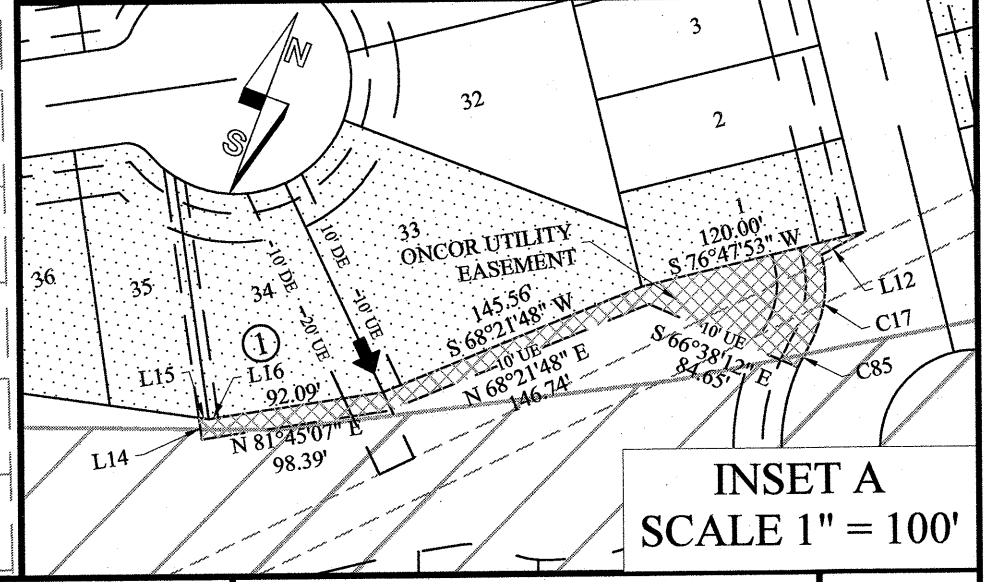 N
S
3
32
2
1
120.00'
S 76°47'53" W
33
ONCOR UTILITY
EASEMENT
10' DE
10' UE
10' DE
20' UE
36
35
34
1
145.56'
S 68°21'48" W
10' UE
N 68°21'48" E
146.74'
10' UE
S 66°38'12" E
84.65'
L12
C17
C85
L15
L16
92.09'
N 81°45'07" E
98.39'
L14
INSET A
SCALE 1" = 100'